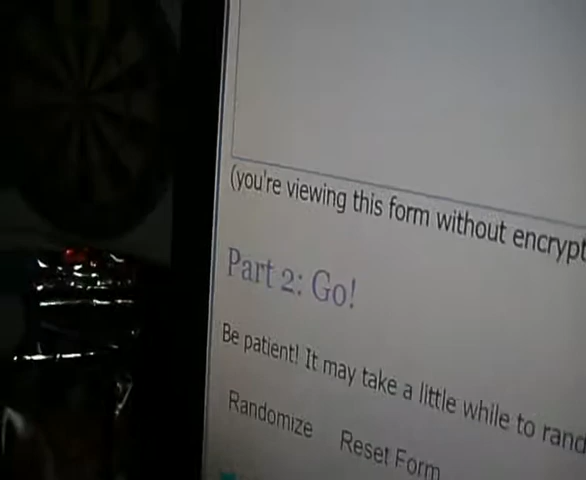 (you're viewing this form without encrypt
Part 2: Go!
Be patient! It may take a little while to rand
Randomize Reset Form